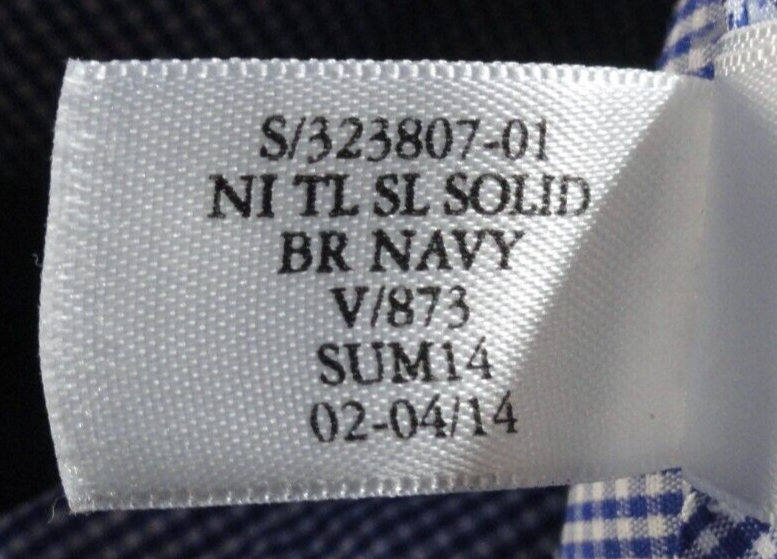 S/323807-01
NI TL SL SOLID
BR NAVY
V/873
SUM14
02-04/14